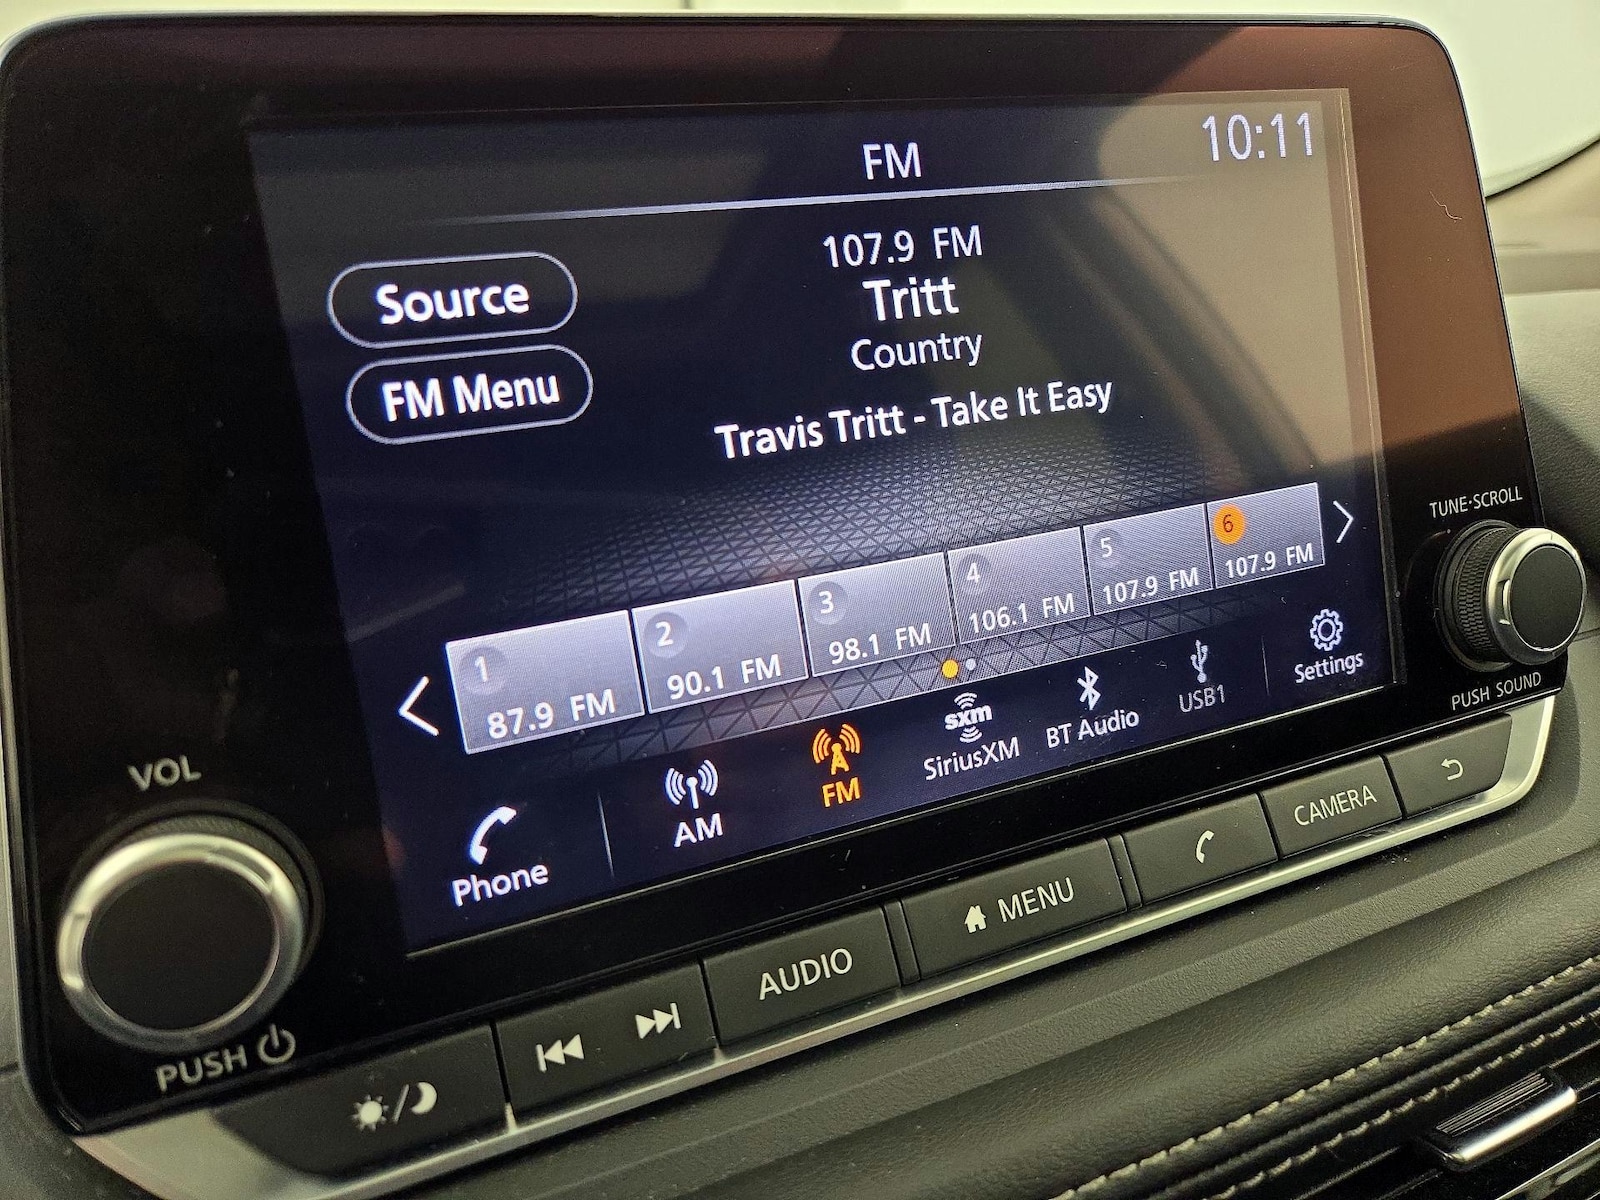 FM
10:11
107.9 FM
Tritt
Country
Travis Tritt - Take It Easy
Source
FM Menu
1
87.9 FM
2
90.1 FM
3
98.1 FM
4
106.1 FM
5
107.9 FM
6
107.9 FM
Phone
AM
A
FM
sxm
SiriusXM
BT Audio
USB1
Settings
TUNE·SCROLL
PUSH SOUND
VOL
PUSH
AUDIO
MENU
CAMERA